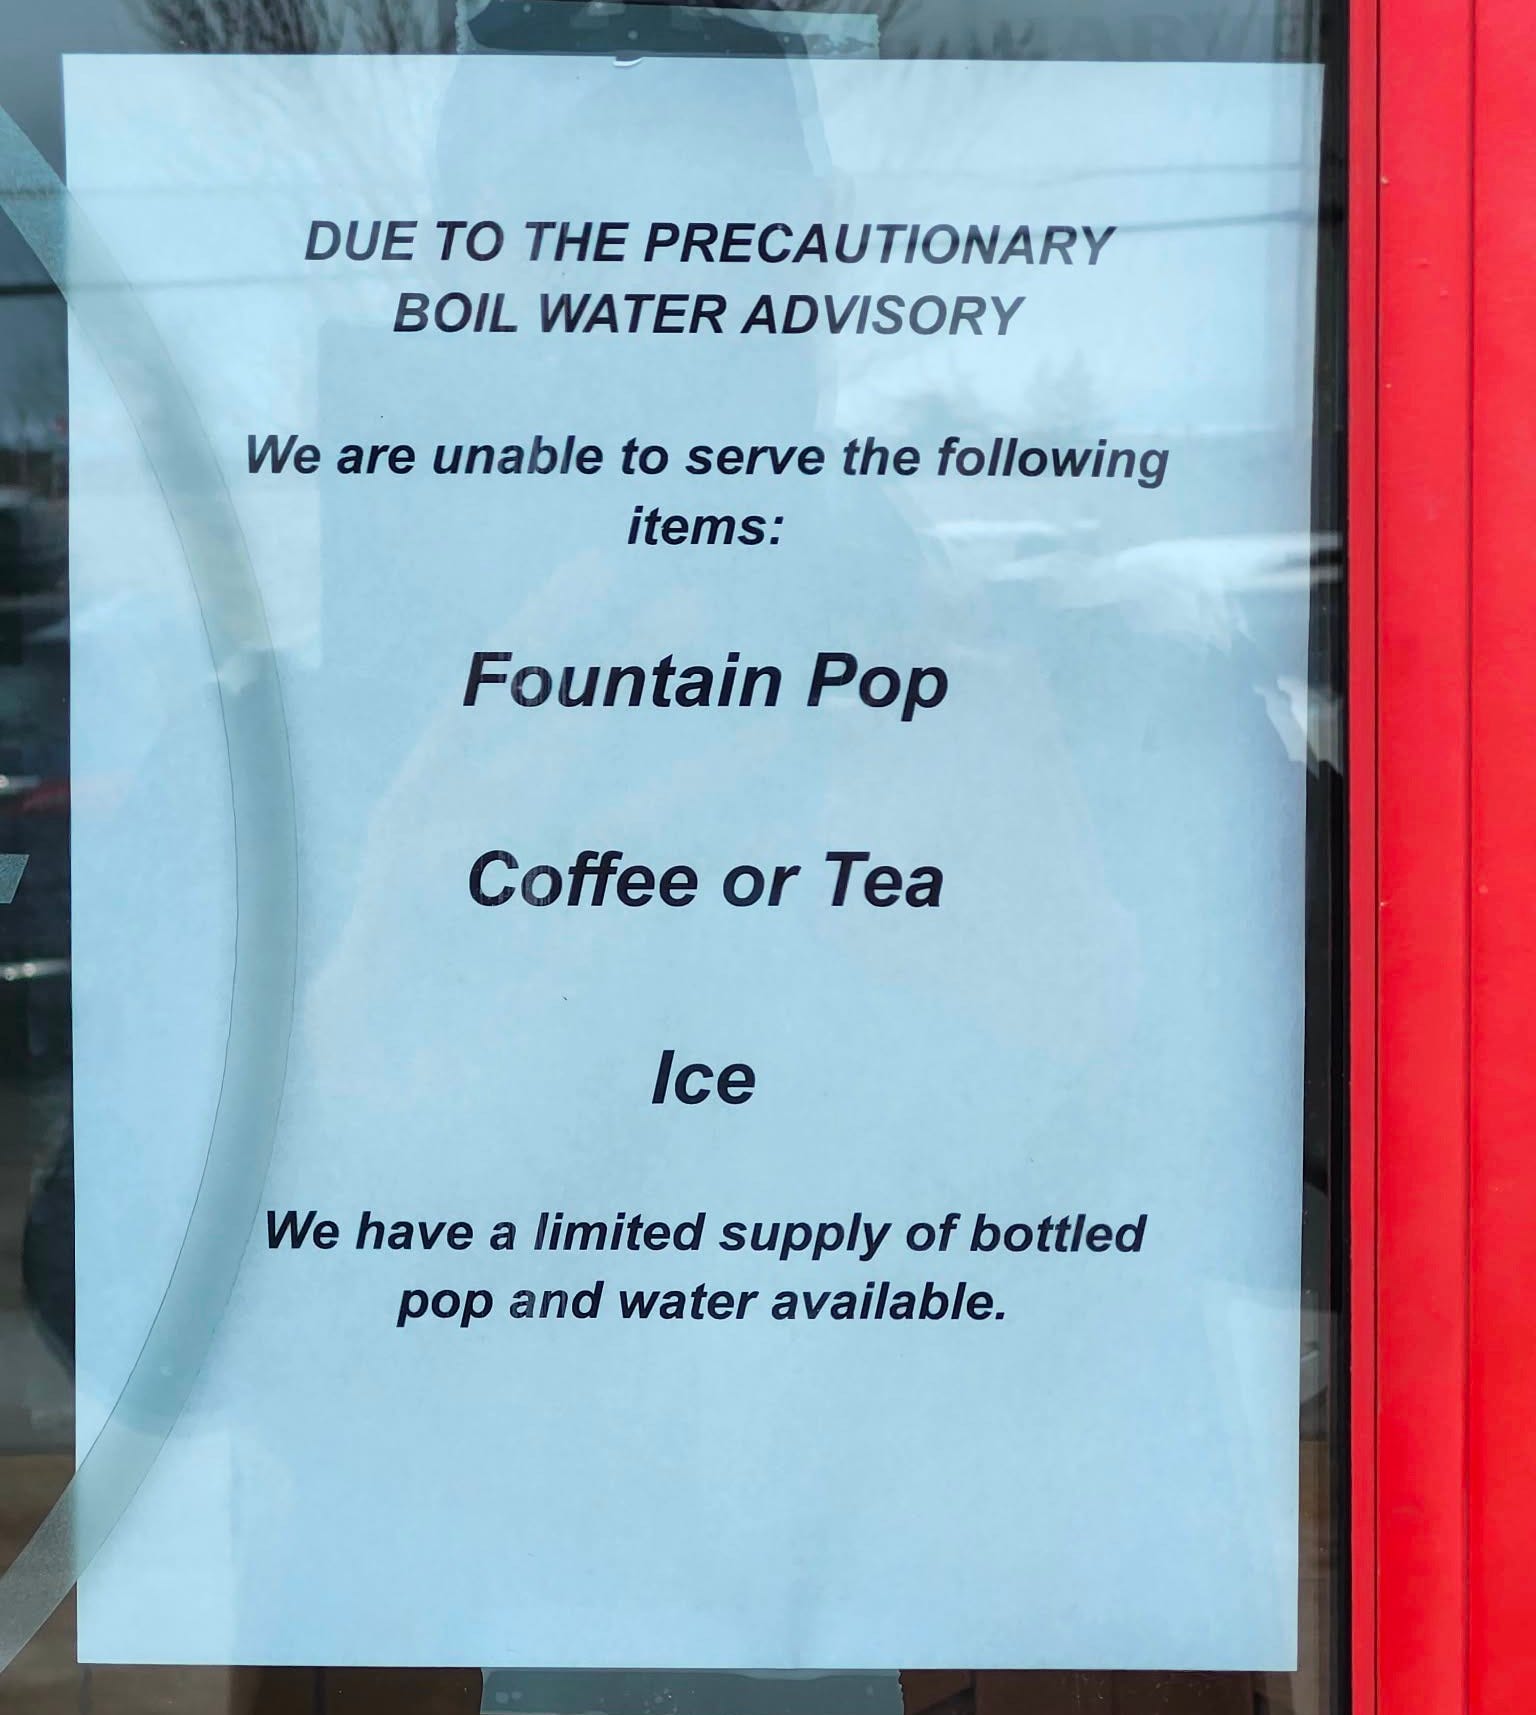 DUE TO THE PRECAUTIONARY
BOIL WATER ADVISORY
We are unable to serve the following
items:
Fountain Pop
Coffee or Tea
Ice
We have a limited supply of bottled
pop and water available.